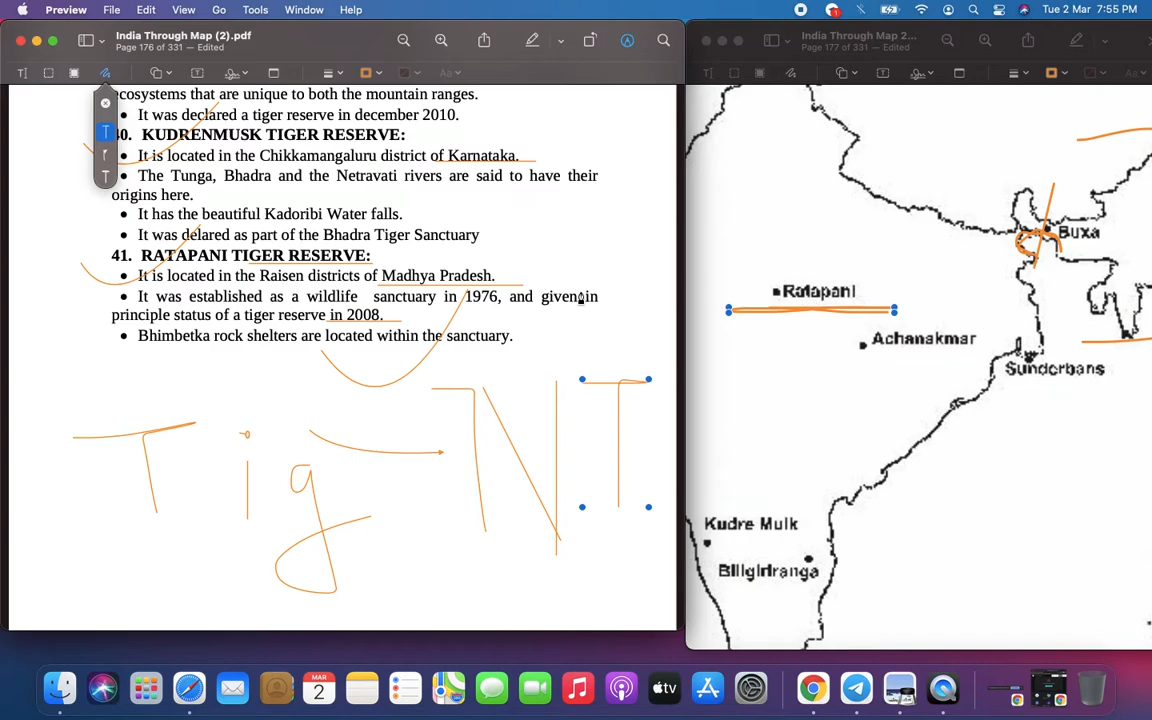 Preview File Edit View Go Tools Window Help Tue 2 Mar 7:55 PM
India Through Map (2).pdf
Page 176 of 331 — Edited
India Through Map 2...
Page 177 of 331 — Edited
ecosystems that are unique to both the mountain ranges.
• It was declared a tiger reserve in december 2010.
40. KUDRENMUSK TIGER RESERVE:
• It is located in the Chikkamangaluru district of Karnataka.
• The Tunga, Bhadra and the Netravati rivers are said to have their
origins here.
• It has the beautiful Kadoribi Water falls.
• It was delared as part of the Bhadra Tiger Sanctuary
41. RATAPANI TIGER RESERVE:
• It is located in the Raisen districts of Madhya Pradesh.
• It was established as a wildlife sanctuary in 1976, and given in
principle status of a tiger reserve in 2008.
• Bhimbetka rock shelters are located within the sanctuary.
Tig NT
Buxa
Ratapani
Achanakmar
Sunderbans
Kudre Mulk
Biligiriranga
MAR
2
tv